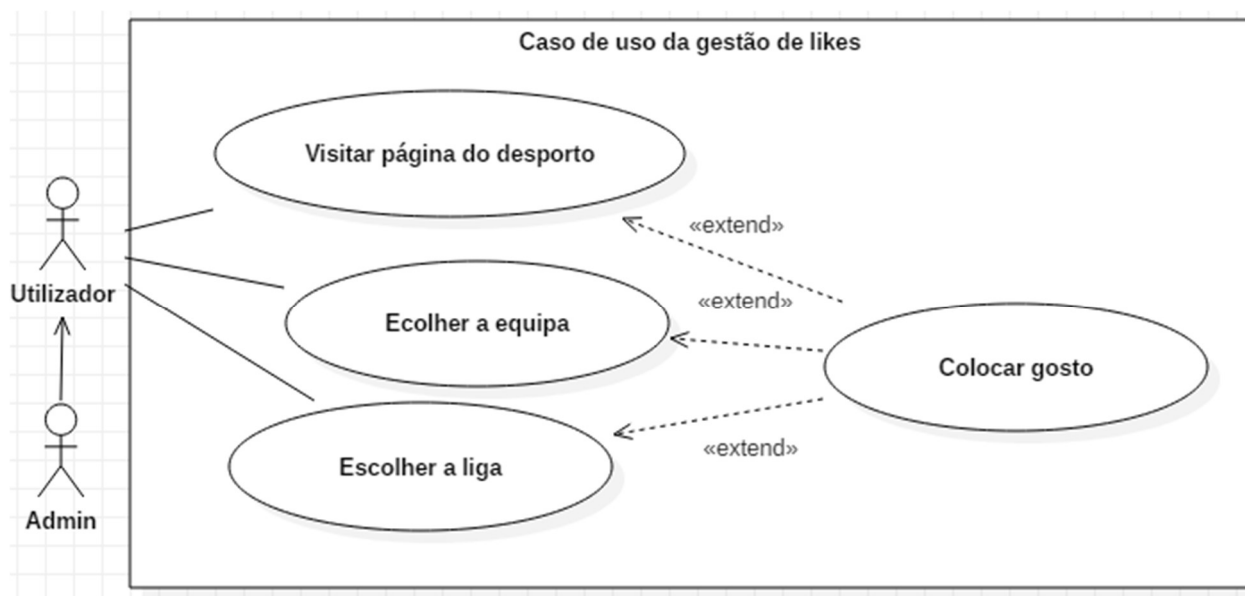 Caso de uso da gestão de likes
Visitar página do desporto
«extend»
Utilizador
«extend»
Ecolher a equipa
Colocar gosto
«extend»
Escolher a liga
Admin